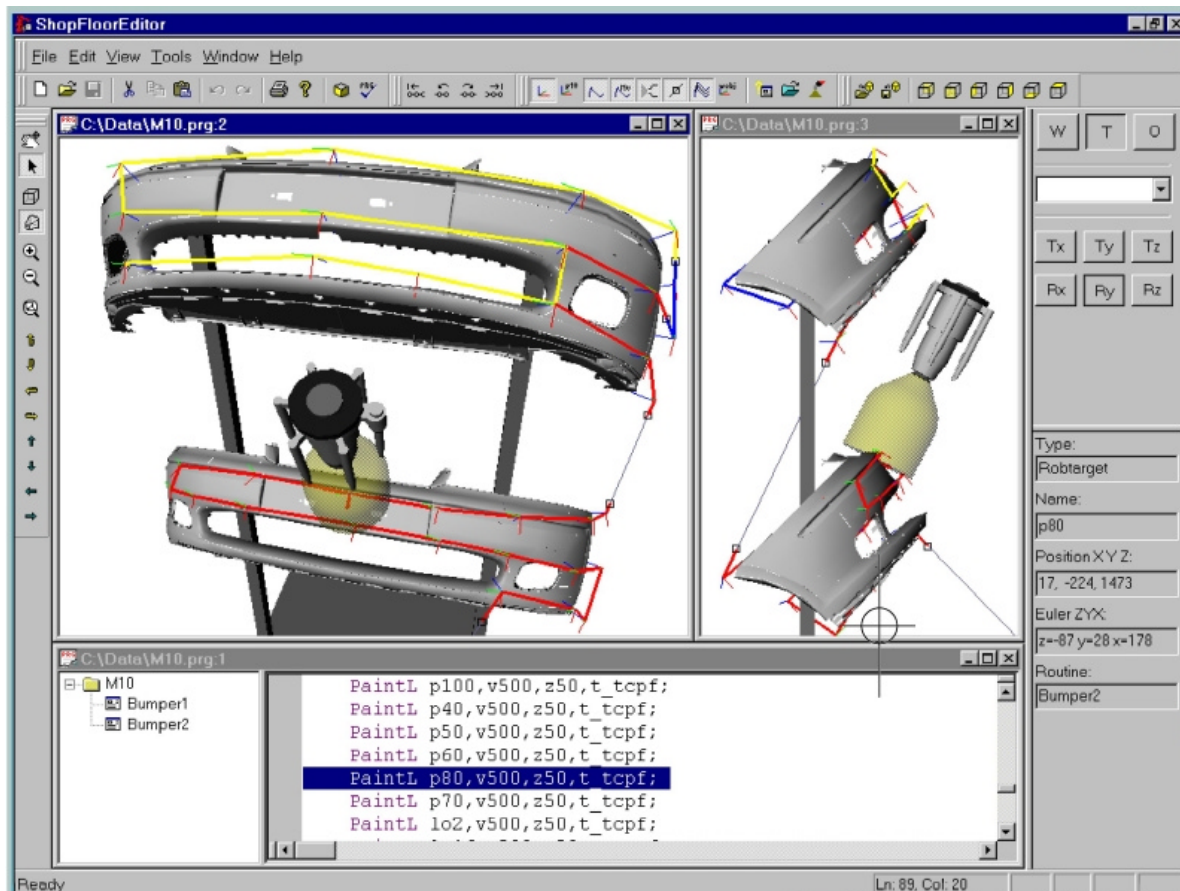 ShopFloorEditor
File Edit View Tools Window Help
C:\Data\M10.prg:2
C:\Data\M10.prg:3
W T O
Tx Ty Tz
Rx Ry Rz
Type:
Robtarget
Name:
p80
Position X Y Z:
17, -224, 1473
Euler ZYX:
z=-87 y=28 x=178
Routine:
Bumper2
C:\Data\M10.prg:1
M10
Bumper1
Bumper2
PaintL p100,v500,z50,t_tcpf;
PaintL p40,v500,z50,t_tcpf;
PaintL p50,v500,z50,t_tcpf;
PaintL p60,v500,z50,t_tcpf;
PaintL p80,v500,z50,t_tcpf;
PaintL p70,v500,z50,t_tcpf;
PaintL lo2,v500,z50,t_tcpf;
Ready
Ln: 89, Col: 20